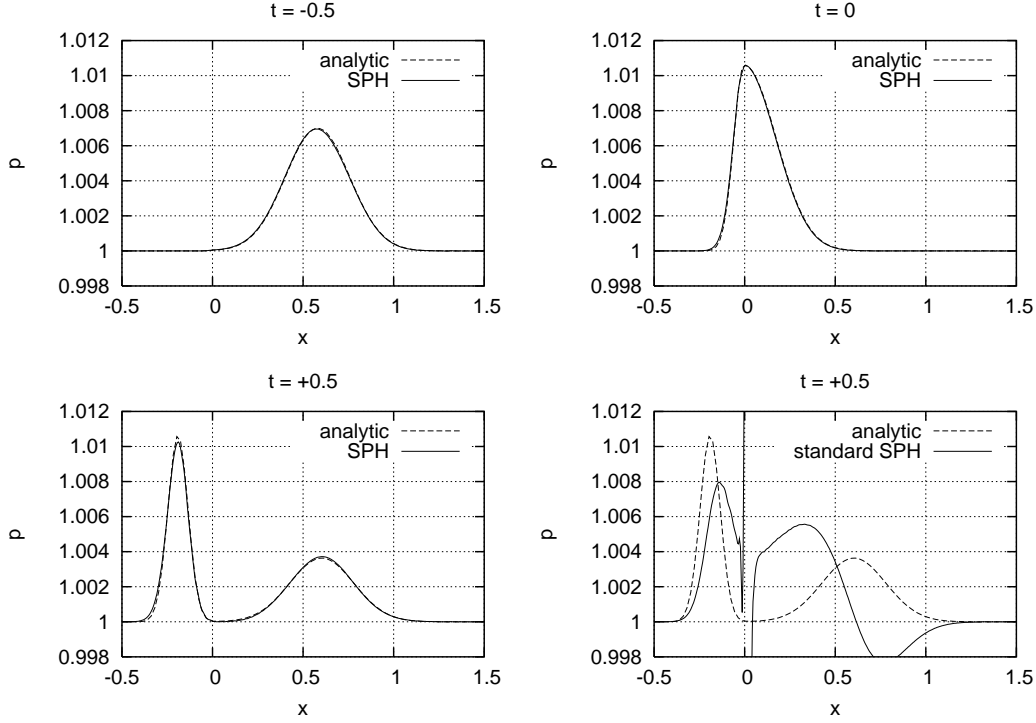 t = -0.5
1.012
1.01
1.008
1.006
1.004
1.002
1
0.998
p
analytic
SPH
-0.5 0 0.5 1 1.5
x
t = 0
1.012
1.01
1.008
1.006
1.004
1.002
1
0.998
p
analytic
SPH
-0.5 0 0.5 1 1.5
x
t = +0.5
1.012
1.01
1.008
1.006
1.004
1.002
1
0.998
p
analytic
SPH
-0.5 0 0.5 1 1.5
x
t = +0.5
1.012
1.01
1.008
1.006
1.004
1.002
1
0.998
p
analytic
standard SPH
-0.5 0 0.5 1 1.5
x